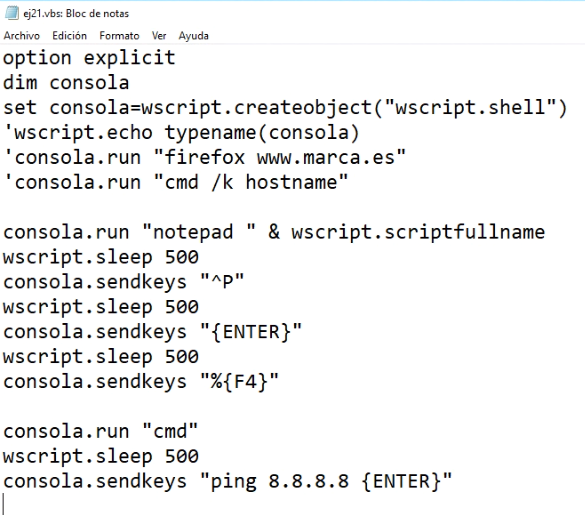 ej21.vbs: Bloc de notas
Archivo Edición Formato Ver Ayuda
option explicit
dim consola
set consola=wscript.createobject("wscript.shell")
'wscript.echo typename(consola)
'consola.run "firefox www.marca.es"
'consola.run "cmd /k hostname"
consola.run "notepad " & wscript.scriptfullname
wscript.sleep 500
consola.sendkeys "^P"
wscript.sleep 500
consola.sendkeys "{ENTER}"
wscript.sleep 500
consola.sendkeys "%{F4}"
consola.run "cmd"
wscript.sleep 500
consola.sendkeys "ping 8.8.8.8 {ENTER}"